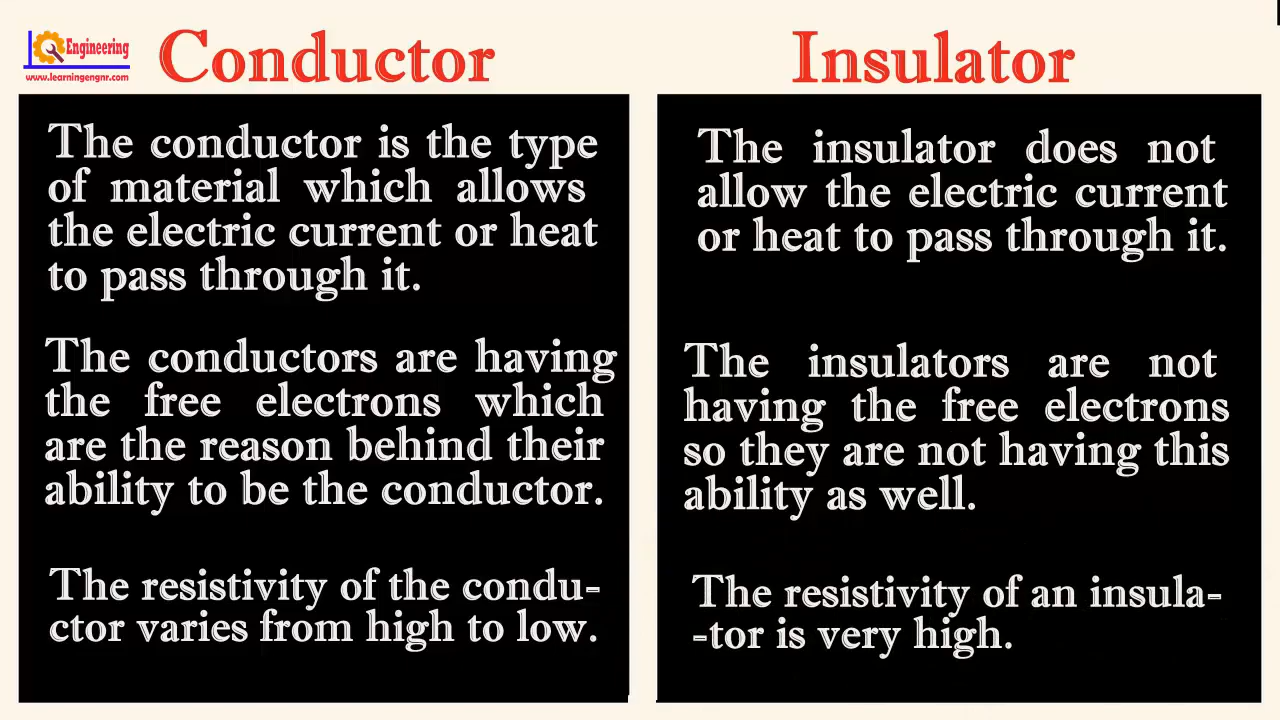 Engineering
www.learningengnr.com
Conductor
The conductor is the type
of material which allows
the electric current or heat
to pass through it.
The conductors are having
the free electrons which
are the reason behind their
ability to be the conductor.
The resistivity of the condu-
ctor varies from high to low.
Insulator
The insulator does not
allow the electric current
or heat to pass through it.
The insulators are not
having the free electrons
so they are not having this
ability as well.
The resistivity of an insula-
-tor is very high.